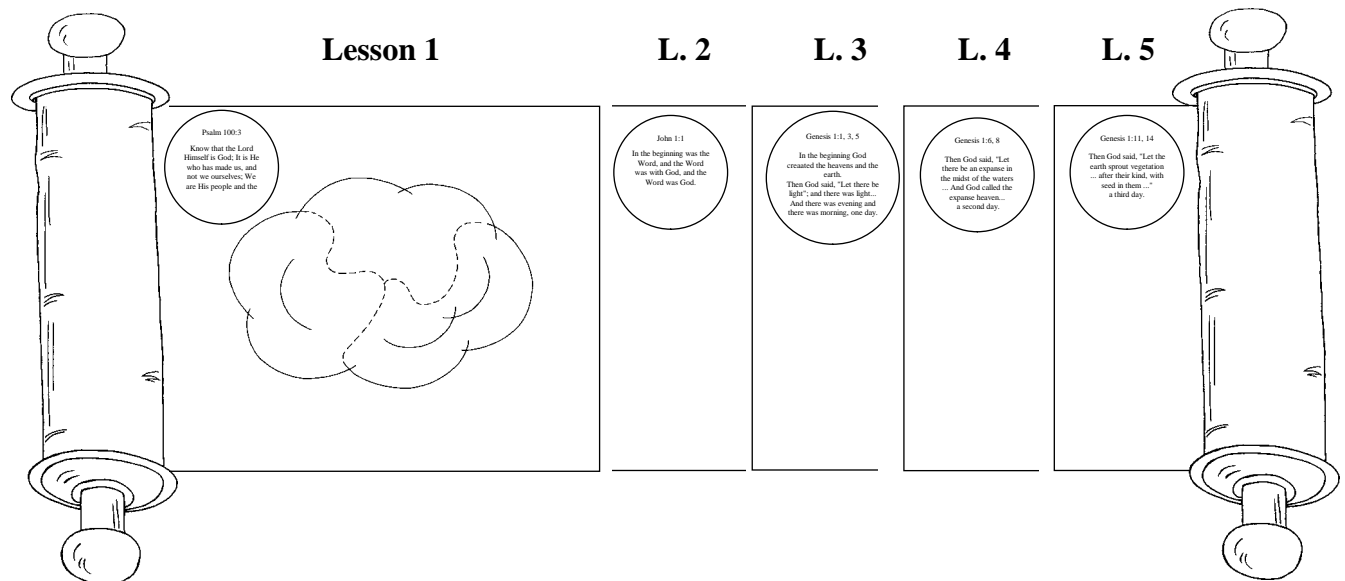 Lesson 1
L. 2
L. 3
L. 4
L. 5
Psalm 100:3
Know that the Lord
Himself is God; It is He
who has made us, and
not we ourselves; We
are His people and the
John 1:1
In the beginning was the
Word, and the Word
was with God, and the
Word was God.
Genesis 1:1, 3, 5
In the beginning God
creaated the heavens and the
earth.
Then God said, "Let there be
light"; and there was light...
And there was evening and
there was morning, one day.
Genesis 1:6, 8
Then God said, "Let
there be an expanse in
the midst of the waters
... And God called the
expanse heaven...
a second day.
Genesis 1:11, 14
Then God said, "Let the
earth sprout vegetation
... after their kind, with
seed in them ..."
a third day.